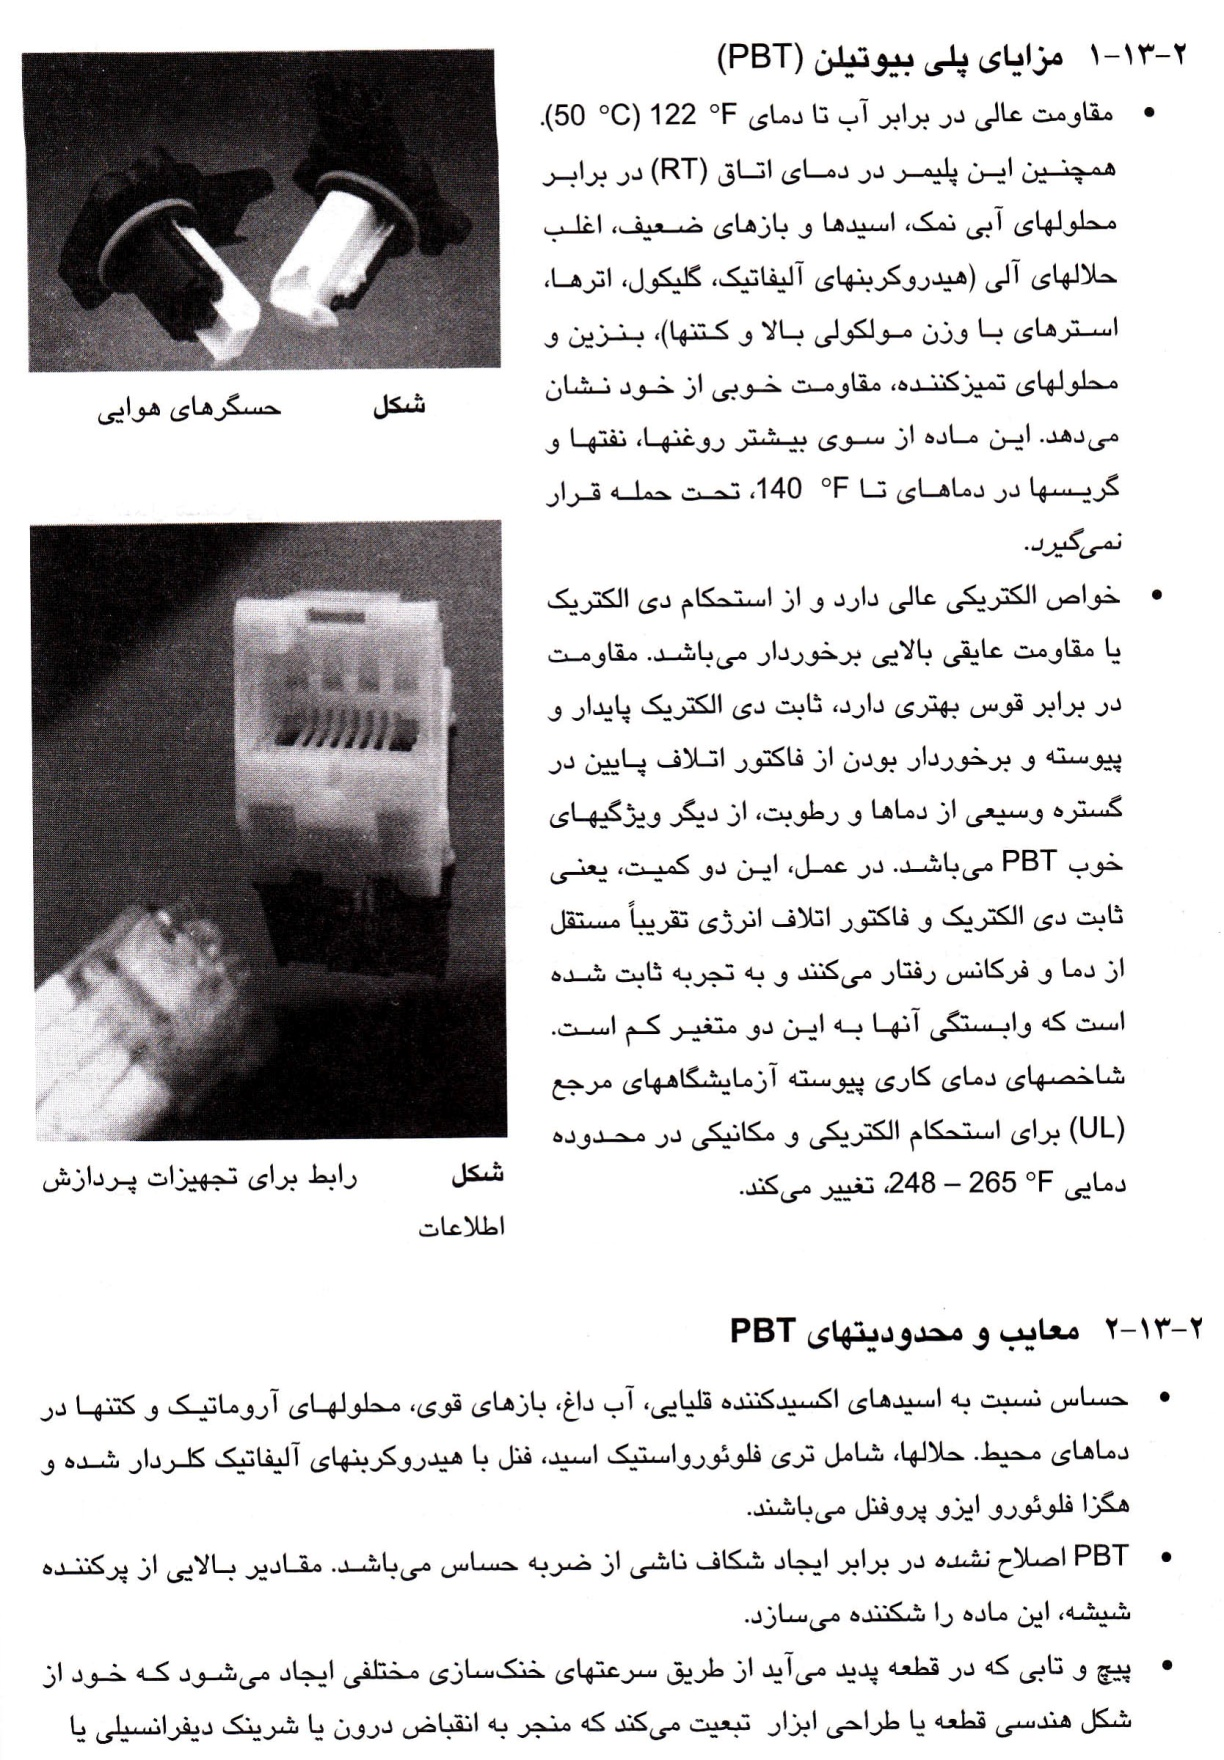 ۱-۱۳-۲ مزایای پلی بیوتیلن (PBT)
• مقاومت عالی در برابر آب تا دمای 122 °F (50 °C).
همچنین این پلیمر در دمای اتاق (RT) در برابر
محلولهای آبی نمک، اسیدها و بازهای ضعیف، اغلب
حلالهای آلی (هیدروکربنهای آلیفاتیک، گلیکول، اترها،
استرهای با وزن مولکولی بالا و کتنها)، بنزین و
محلولهای تمیزکننده، مقاومت خوبی از خود نشان
می‌دهد. این ماده از سوی بیشتر روغنها، نفتها و
گریسها در دماهای تا 140 °F، تحت حمله قرار
نمی‌گیرد.
• خواص الکتریکی عالی دارد و از استحکام دی الکتریک
یا مقاومت عایقی بالایی برخوردار می‌باشد. مقاومت
در برابر قوس بهتری دارد، ثابت دی الکتریک پایدار و
پیوسته و برخوردار بودن از فاکتور اتلاف پایین در
گستره وسیعی از دماها و رطوبت، از دیگر ویژگیهای
خوب PBT می‌باشد. در عمل، این دو کمیت، یعنی
ثابت دی الکتریک و فاکتور اتلاف انرژی تقریباً مستقل
از دما و فرکانس رفتار می‌کنند و به تجربه ثابت شده
است که وابستگی آنها به این دو متغیر کم است.
شاخصهای دمای کاری پیوسته آزمایشگاههای مرجع
(UL) برای استحکام الکتریکی و مکانیکی در محدوده
دمایی 248 – 265 °F، تغییر می‌کند.
شکل حسگرهای هوایی
شکل رابط برای تجهیزات پردازش
اطلاعات
۲-۱۳-۲ معایب و محدودیتهای PBT
• حساس نسبت به اسیدهای اکسیدکننده قلیایی، آب داغ، بازهای قوی، محلولهای آروماتیک و کتنها در
دماهای محیط. حلالها، شامل تری فلوئورواستیک اسید، فنل با هیدروکربنهای آلیفاتیک کلردار شده و
هگزا فلوئورو ایزو پروفنل می‌باشند.
• PBT اصلاح نشده در برابر ایجاد شکاف ناشی از ضربه حساس می‌باشد. مقادیر بالایی از پرکننده
شیشه، این ماده را شکننده می‌سازد.
• پیچ و تابی که در قطعه پدید می‌آید از طریق سرعتهای خنک‌سازی مختلفی ایجاد می‌شود که خود از
شکل هندسی قطعه یا طراحی ابزار تبعیت می‌کند که منجر به انقباض درون یا شرینک دیفرانسیلی یا